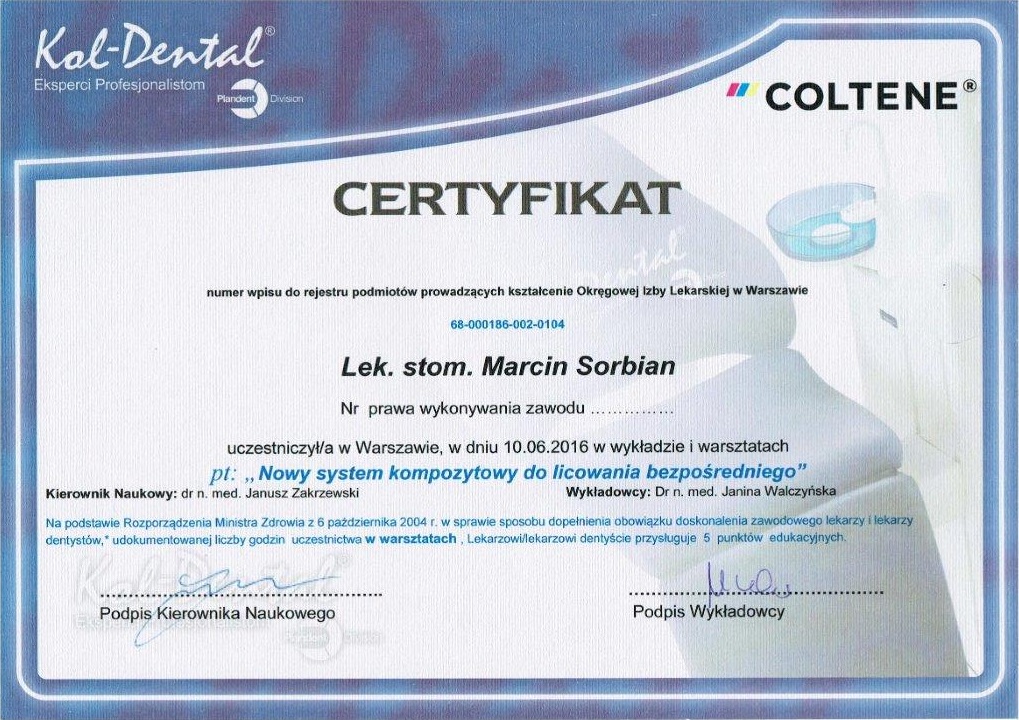 Kol-Dental®
Eksperci Profesjonalistom
Plandent Division
COLTENE®
CERTYFIKAT
numer wpisu do rejestru podmiotów prowadzących kształcenie Okręgowej Izby Lekarskiej w Warszawie
68-000186-002-0104
Lek. stom. Marcin Sorbian
Nr prawa wykonywania zawodu ……………
uczestniczył/a w Warszawie, w dniu 10.06.2016 w wykładzie i warsztatach
pt: „Nowy system kompozytowy do licowania bezpośredniego”
Kierownik Naukowy: dr n. med. Janusz Zakrzewski Wykładowcy: Dr n. med. Janina Walczyńska
Na podstawie Rozporządzenia Ministra Zdrowia z 6 października 2004 r. w sprawie sposobu dopełnienia obowiązku doskonalenia zawodowego lekarzy i lekarzy
dentystów,* udokumentowanej liczby godzin uczestnictwa w warsztatach , Lekarzowi/lekarzowi dentyście przysługuje 5 punktów edukacyjnych.
Podpis Kierownika Naukowego Podpis Wykładowcy
Kol-Dental®
Plandent Division